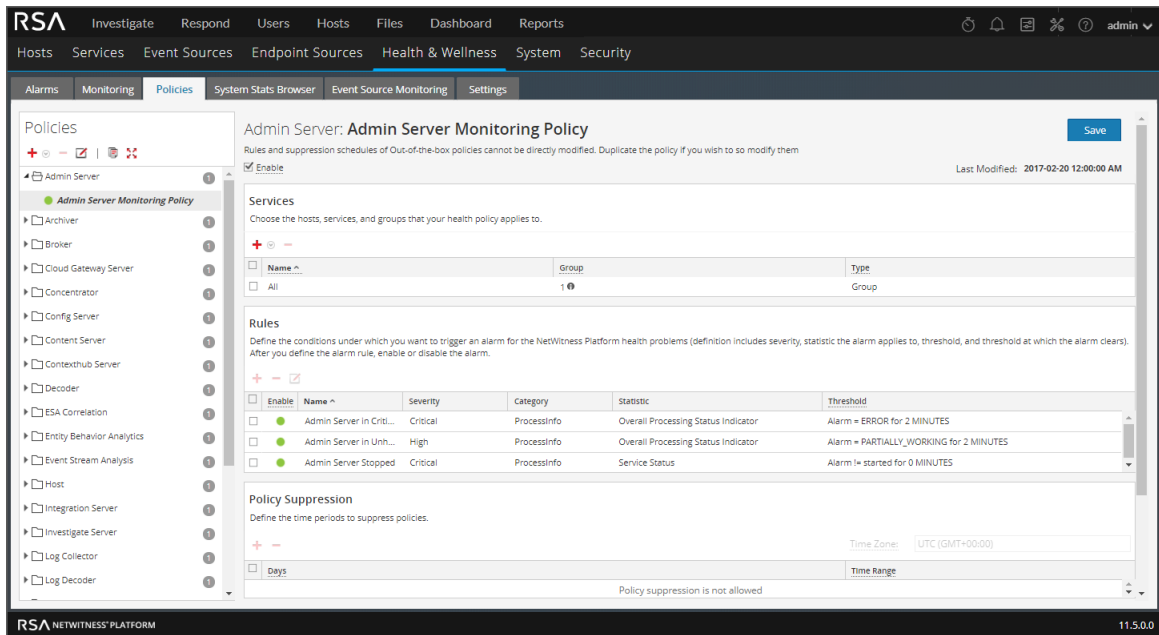 RSA Investigate Respond Users Hosts Files Dashboard Reports admin
Hosts Services Event Sources Endpoint Sources Health & Wellness System Security
Alarms Monitoring Policies System Stats Browser Event Source Monitoring Settings
Policies
Admin Server 1
Admin Server Monitoring Policy
Archiver 1
Broker 1
Cloud Gateway Server 1
Concentrator 1
Config Server 1
Content Server 1
Contexthub Server 1
Decoder 1
ESA Correlation 1
Entity Behavior Analytics 1
Event Stream Analysis 1
Host 1
Integration Server 1
Investigate Server 1
Log Collector 1
Log Decoder 1
Admin Server: Admin Server Monitoring Policy
Save
Rules and suppression schedules of Out-of-the-box policies cannot be directly modified. Duplicate the policy if you wish to so modify them
Enable
Last Modified: 2017-02-20 12:00:00 AM
Services
Choose the hosts, services, and groups that your health policy applies to.
Name Group Type
All 1 Group
Rules
Define the conditions under which you want to trigger an alarm for the NetWitness Platform health problems (definition includes severity, statistic the alarm applies to, threshold, and threshold at which the alarm clears).
After you define the alarm rule, enable or disable the alarm.
Enable Name Severity Category Statistic Threshold
Admin Server in Criti... Critical ProcessInfo Overall Processing Status Indicator Alarm = ERROR for 2 MINUTES
Admin Server in Unh... High ProcessInfo Overall Processing Status Indicator Alarm = PARTIALLY_WORKING for 2 MINUTES
Admin Server Stopped Critical ProcessInfo Service Status Alarm != started for 0 MINUTES
Policy Suppression
Define the time periods to suppress policies.
Time Zone: UTC (GMT+00:00)
Days Time Range
Policy suppression is not allowed
RSA NETWITNESS® PLATFORM 11.5.0.0